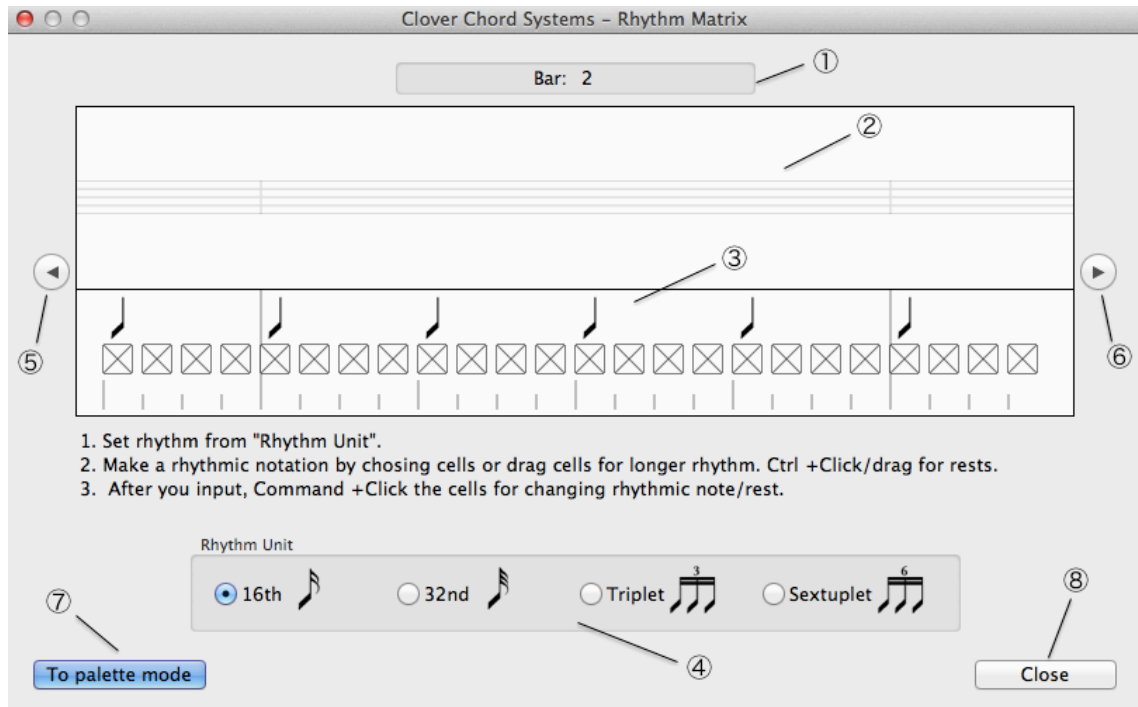 Clover Chord Systems – Rhythm Matrix
Bar: 2
①
②
③
⑤
⑥
1. Set rhythm from "Rhythm Unit".
2. Make a rhythmic notation by chosing cells or drag cells for longer rhythm. Ctrl +Click/drag for rests.
3. After you input, Command +Click the cells for changing rhythmic note/rest.
Rhythm Unit
16th 32nd 3 Triplet 6 Sextuplet
⑦
⑧
④
To palette mode
Close